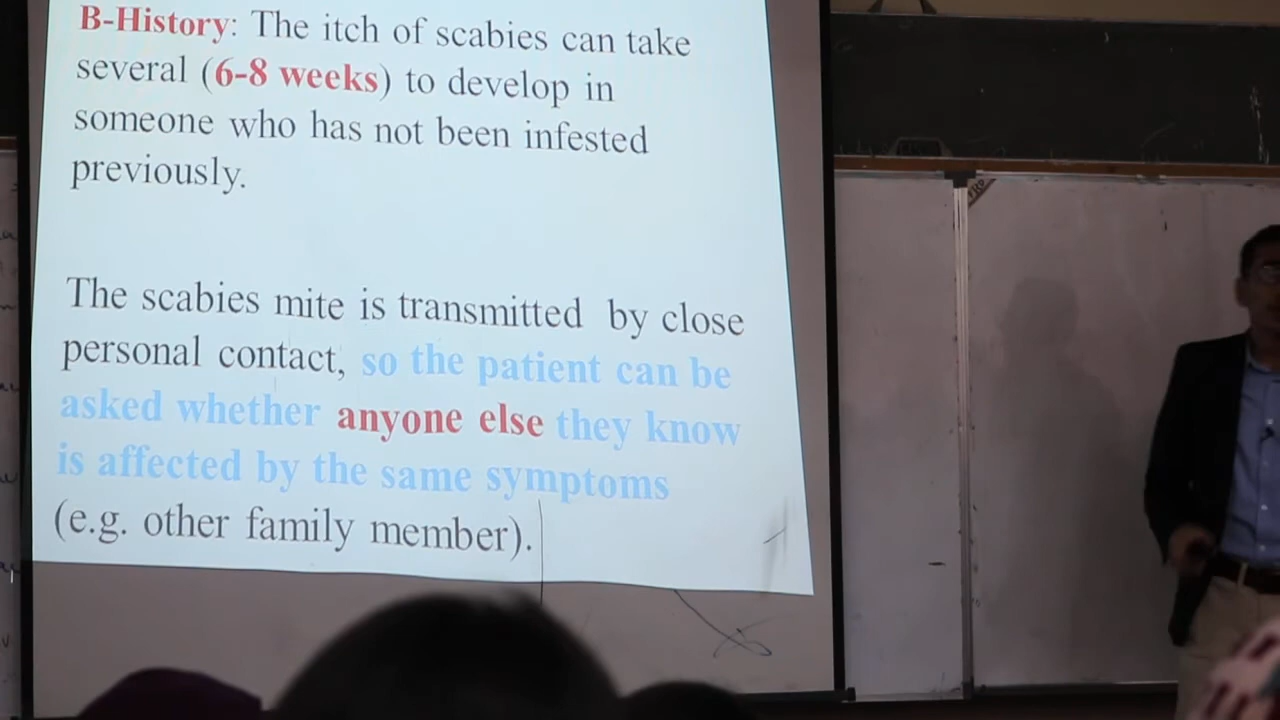 B-History: The itch of scabies can take
several (6-8 weeks) to develop in
someone who has not been infested
previously.
The scabies mite is transmitted by close
personal contact, so the patient can be
asked whether anyone else they know
is affected by the same symptoms
(e.g. other family member).